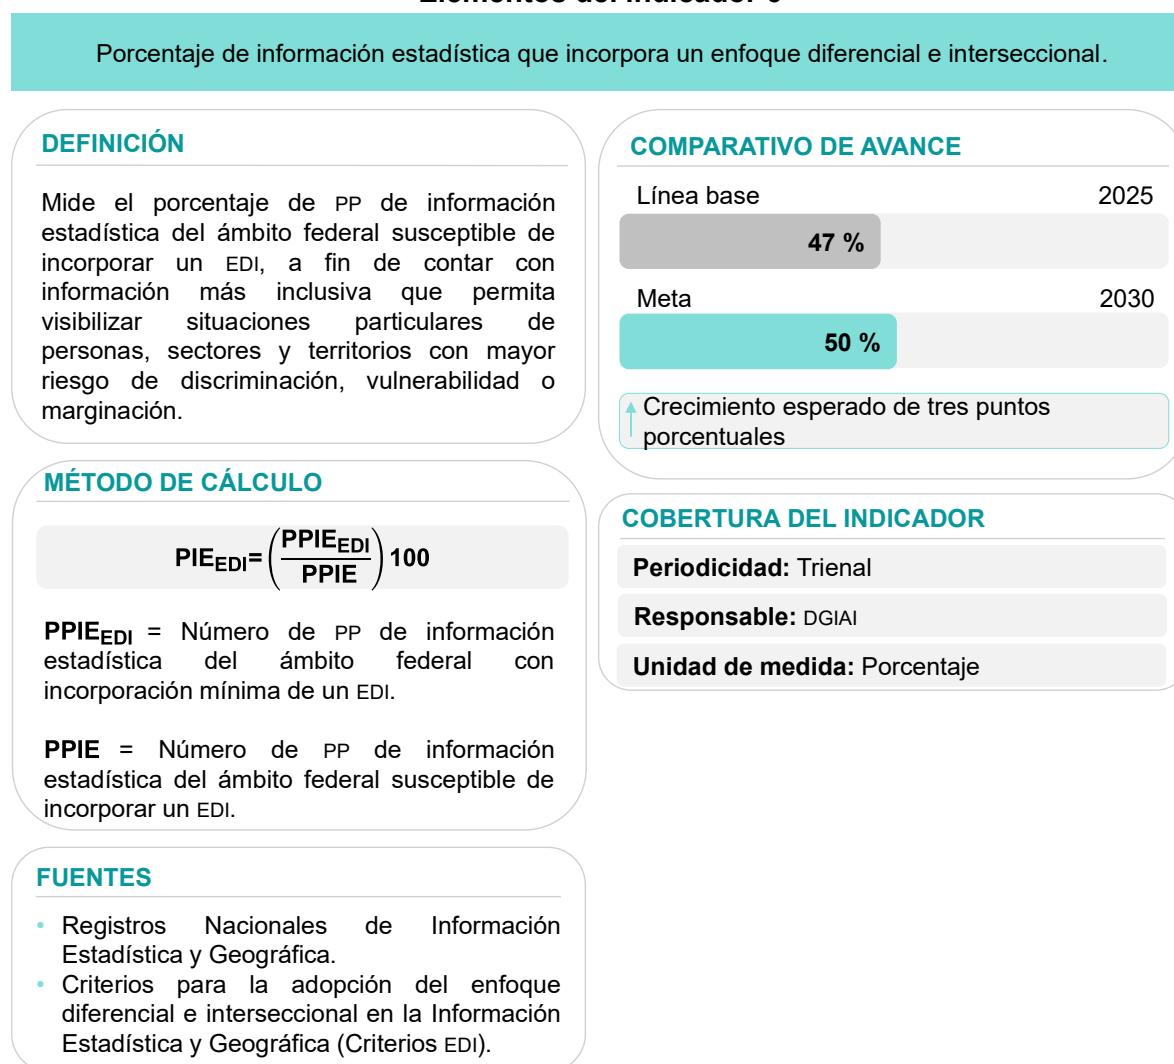 Porcentaje de información estadística que incorpora un enfoque diferencial e interseccional.
DEFINICIÓN
Mide el porcentaje de PP de información
estadística del ámbito federal susceptible de
incorporar un EDI, a fin de contar con
información más inclusiva que permita
visibilizar situaciones particulares de
personas, sectores y territorios con mayor
riesgo de discriminación, vulnerabilidad o
marginación.
MÉTODO DE CÁLCULO
PIE_EDI=(PPIE_EDI/PPIE)100
PPIE_EDI = Número de PP de información
estadística del ámbito federal con
incorporación mínima de un EDI.
PPIE = Número de PP de información
estadística del ámbito federal susceptible de
incorporar un EDI.
FUENTES
• Registros Nacionales de Información
Estadística y Geográfica.
• Criterios para la adopción del enfoque
diferencial e interseccional en la Información
Estadística y Geográfica (Criterios EDI).
COMPARATIVO DE AVANCE
Línea base 2025
47 %
Meta 2030
50 %
Crecimiento esperado de tres puntos
porcentuales
COBERTURA DEL INDICADOR
Periodicidad: Trienal
Responsable: DGIAI
Unidad de medida: Porcentaje